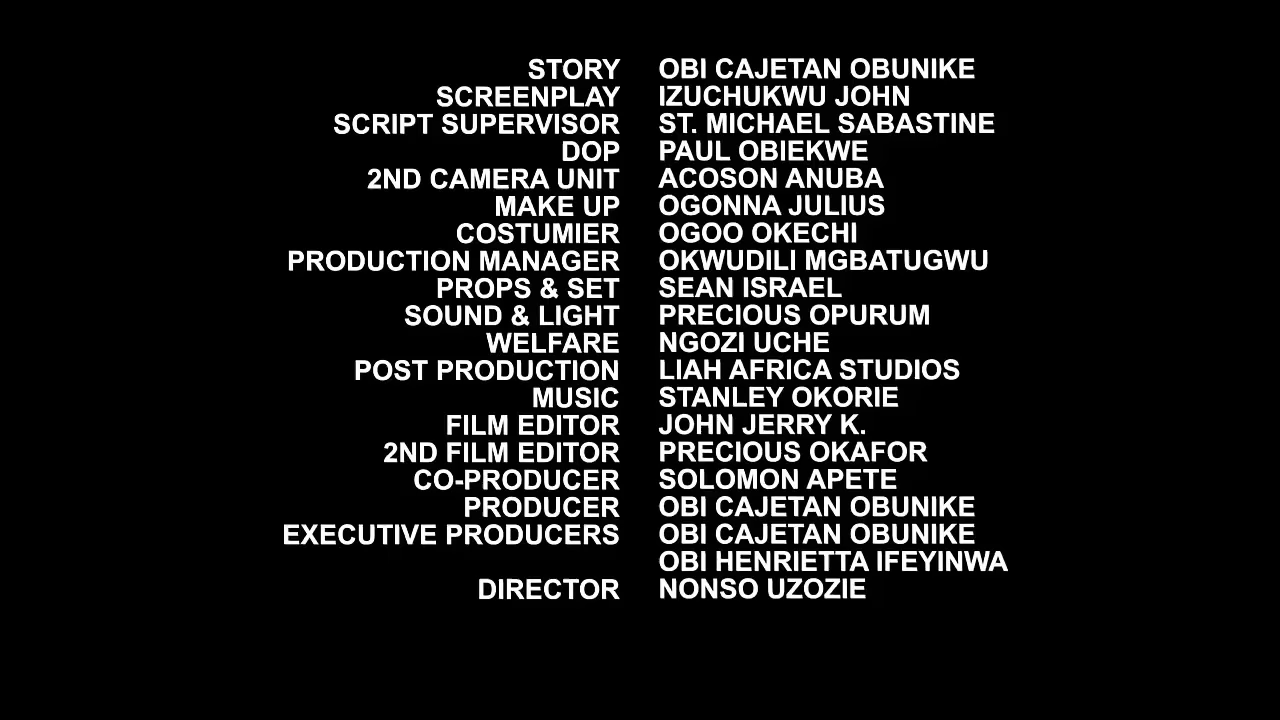 STORY OBI CAJETAN OBUNIKE
SCREENPLAY IZUCHUKWU JOHN
SCRIPT SUPERVISOR ST. MICHAEL SABASTINE
DOP PAUL OBIEKWE
2ND CAMERA UNIT ACOSON ANUBA
MAKE UP OGONNA JULIUS
COSTUMIER OGOO OKECHI
PRODUCTION MANAGER OKWUDILI MGBATUGWU
PROPS & SET SEAN ISRAEL
SOUND & LIGHT PRECIOUS OPURUM
WELFARE NGOZI UCHE
POST PRODUCTION LIAH AFRICA STUDIOS
MUSIC STANLEY OKORIE
FILM EDITOR JOHN JERRY K.
2ND FILM EDITOR PRECIOUS OKAFOR
CO-PRODUCER SOLOMON APETE
PRODUCER OBI CAJETAN OBUNIKE
EXECUTIVE PRODUCERS OBI CAJETAN OBUNIKE
OBI HENRIETTA IFEYINWA
DIRECTOR NONSO UZOZIE